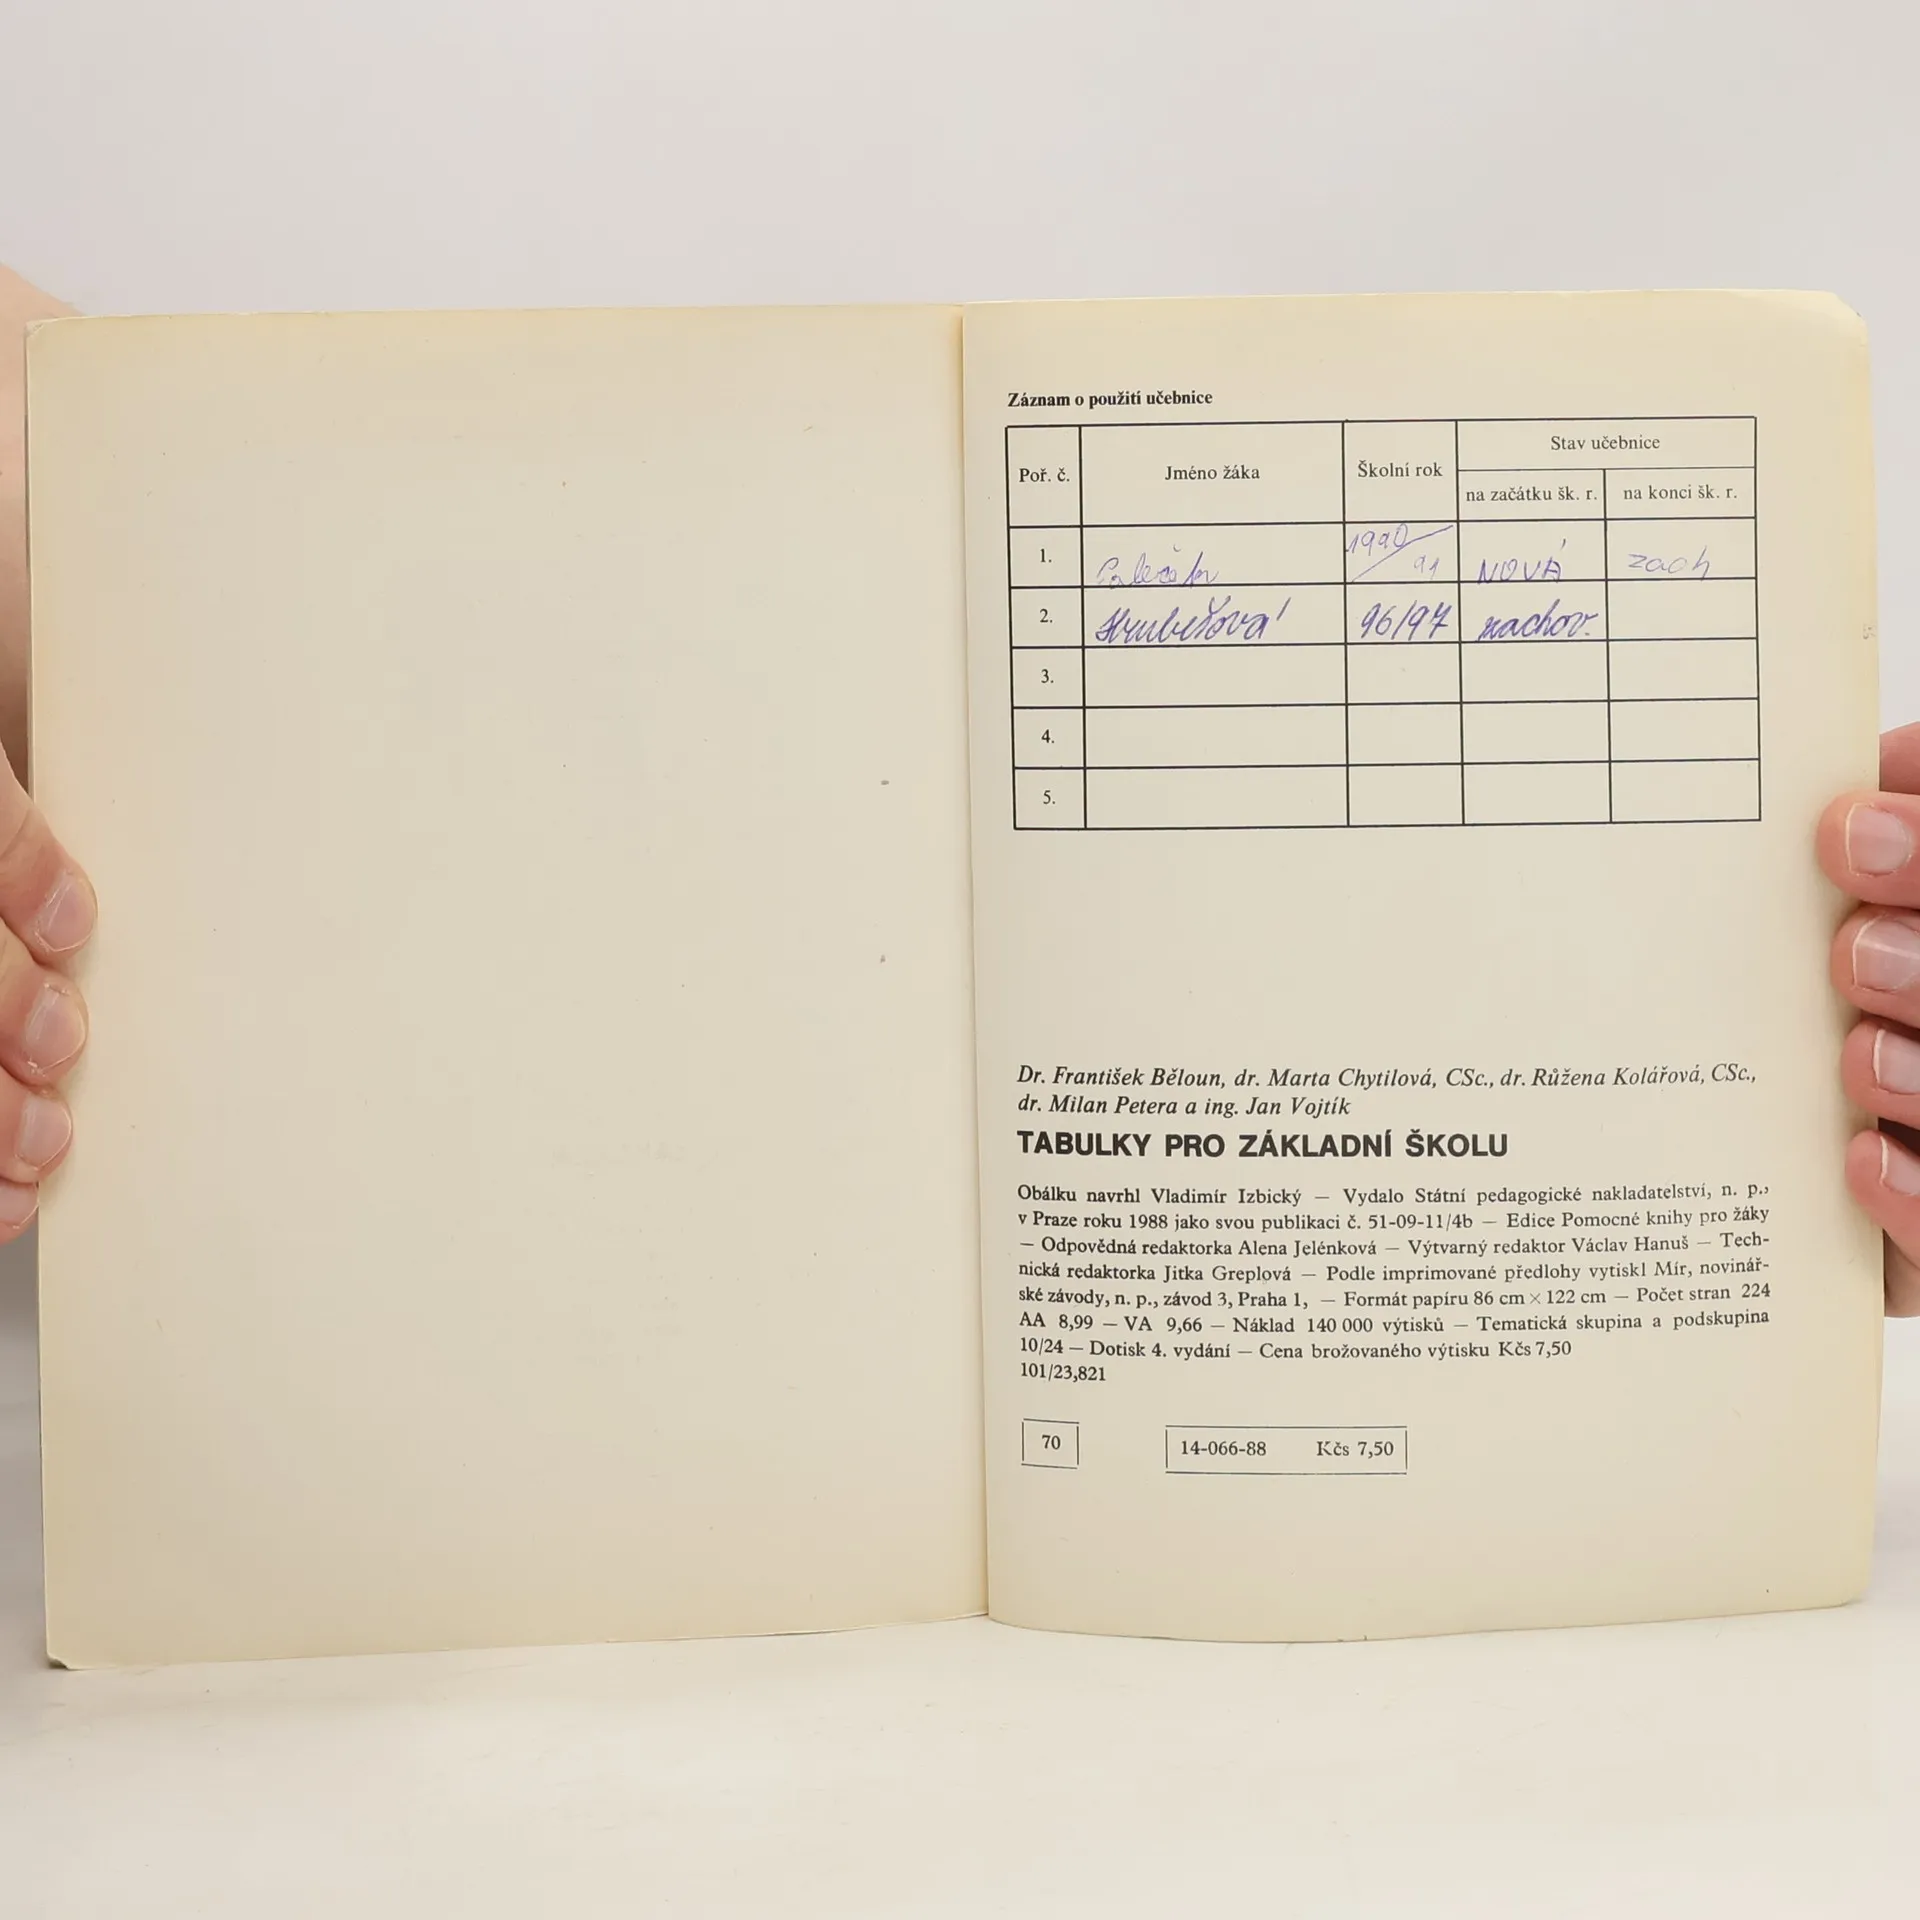 Záznam o použití učebnice
Poř. č. Jméno žáka Školní rok Stav učebnice
na začátku šk. r. na konci šk. r.
1. 1990/91 NOVÁ zach
2. Hrubešová 96/97 zachov.
3.
4.
5.
Dr. František Běloun, dr. Marta Chytilová, CSc., dr. Růžena Kolářová, CSc.,
dr. Milan Petera a ing. Jan Vojtík
TABULKY PRO ZÁKLADNÍ ŠKOLU
Obálku navrhl Vladimír Izbický — Vydalo Státní pedagogické nakladatelství, n. p.,
v Praze roku 1988 jako svou publikaci č. 51-09-11/4b — Edice Pomocné knihy pro žáky
— Odpovědná redaktorka Alena Jelénková — Výtvarný redaktor Václav Hanuš — Tech-
nická redaktorka Jitka Greplová — Podle imprimované předlohy vytiskl Mír, novinář-
ské závody, n. p., závod 3, Praha 1, — Formát papíru 86 cm × 122 cm — Počet stran 224
AA 8,99 — VA 9,66 — Náklad 140 000 výtisků — Tematická skupina a podskupina
10/24 — Dotisk 4. vydání — Cena brožovaného výtisku Kčs 7,50
101/23,821
70 14-066-88 Kčs 7,50